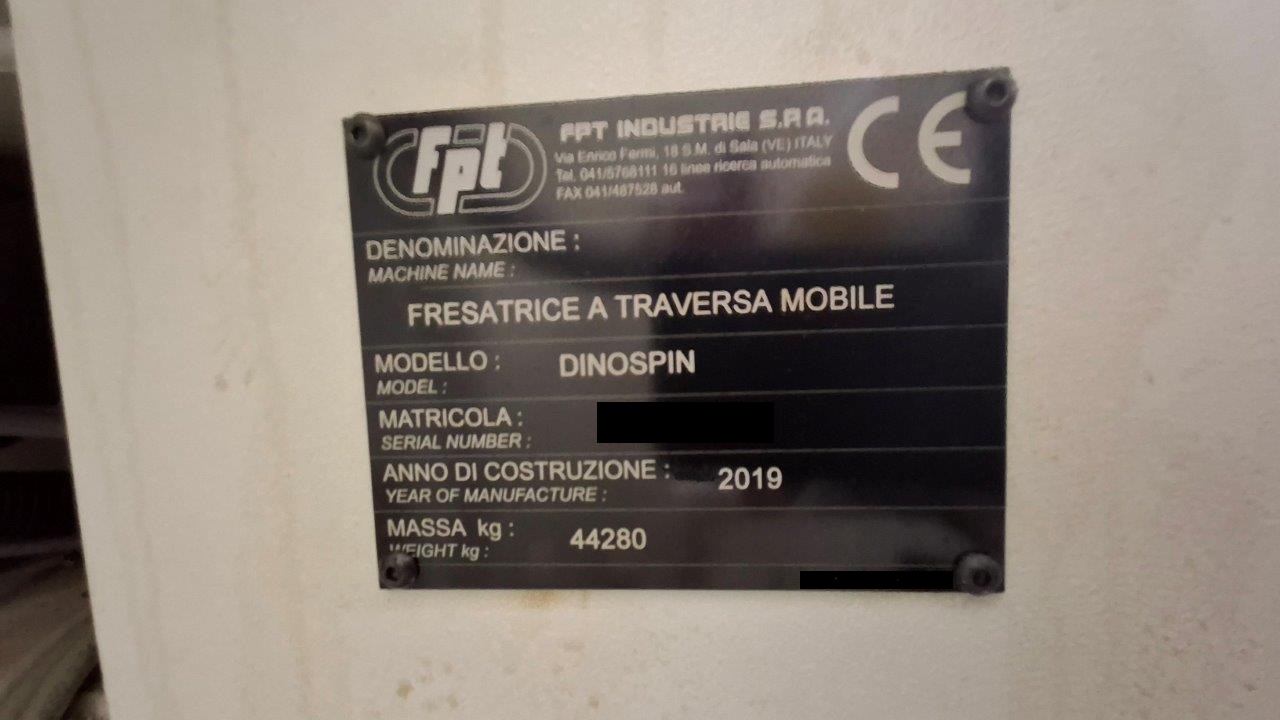 fpt
FPT INDUSTRIE S.P.A.
Via Enrico Fermi, 18 S.M. di Sala (VE) ITALY
Tel. 041/5768111 16 linee ricerca automatica
FAX 041/487528 aut.
CE
DENOMINAZIONE :
MACHINE NAME :
FRESATRICE A TRAVERSA MOBILE
MODELLO : DINOSPIN
MODEL :
MATRICOLA :
SERIAL NUMBER :
ANNO DI COSTRUZIONE : 2019
YEAR OF MANUFACTURE :
MASSA kg : 44280
WEIGHT kg :